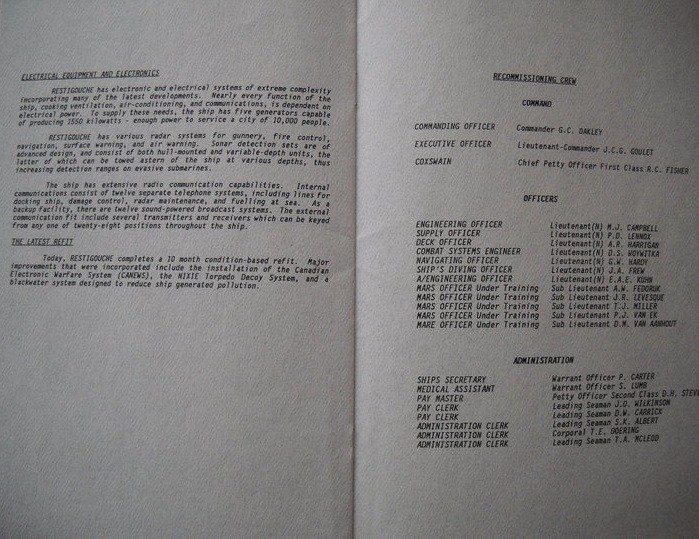 ELECTRICAL EQUIPMENT AND ELECTRONICS
RESTIGOUCHE has electronic and electrical systems of extreme complexity
incorporating many of the latest developments. Nearly every function of the
ship, cooking ventilation, air-conditioning, and communications, is dependent on
electrical power. To supply these needs, the ship has five generators capable
of producing 1550 kilowatts - enough power to service a city of 10,000 people.
RESTIGOUCHE has various radar systems for gunnery, fire control,
navigation, surface warning, and air warning. Sonar detection sets are of
advanced design, and consist of both hull-mounted and variable-depth units, the
latter of which can be towed astern of the ship at various depths, thus
increasing detection ranges on evasive submarines.
The ship has extensive radio communication capabilities. Internal
communications consist of twelve separate telephone systems, including lines for
docking ship, damage control, radar maintenance, and fuelling at sea. As a
backup facility, there are twelve sound-powered broadcast systems. The external
communication fit include several transmitters and receivers which can be keyed
from any one of twenty-eight positions throughout the ship.
THE LATEST REFIT
Today, RESTIGOUCHE completes a 10 month condition-based refit. Major
improvements that were incorporated include the installation of the Canadian
Electronic Warfare System (CANEWS), the NIXIE Torpedo Decoy System, and a
blackwater system designed to reduce ship generated pollution.
RECOMMISSIONING CREW
COMMAND
COMMANDING OFFICER Commander G.C. OAKLEY
EXECUTIVE OFFICER Lieutenant-Commander J.C.G. GOULET
COXSWAIN Chief Petty Officer First Class R.C. FISHER
OFFICERS
ENGINEERING OFFICER Lieutenant(N) M.J. CAMPBELL
SUPPLY OFFICER Lieutenant(N) P.D. LENNOX
DECK OFFICER Lieutenant(N) A.R. HARRIGAN
COMBAT SYSTEMS ENGINEER Lieutenant(N) D.S. WOYWITKA
NAVIGATING OFFICER Lieutenant(N) G.W. HARDY
SHIP'S DIVING OFFICER Lieutenant(N) J.A. FREW
A/ENGINEERING OFFICER Lieutenant(N) E.A.E. KUHN
MARS OFFICER Under Training Sub Lieutenant A.W. FEDORUK
MARS OFFICER Under Training Sub Lieutenant J.R. LEVESQUE
MARS OFFICER Under Training Sub Lieutenant T.J. MILLER
MARS OFFICER Under Training Sub Lieutenant P.J. VAN EK
MARE OFFICER Under Training Sub Lieutenant D.M. VAN AANHOUT
ADMINISTRATION
SHIPS SECRETARY Warrant Officer P. CARTER
MEDICAL ASSISTANT Warrant Officer S. LUMB
PAY MASTER Petty Officer Second Class D.H. STEVE
PAY CLERK Leading Seaman J.O. WILKINSON
PAY CLERK Leading Seaman D.W. CARRICK
ADMINISTRATION CLERK Leading Seaman S.K. ALBERT
ADMINISTRATION CLERK Corporal T.E. DOERING
ADMINISTRATION CLERK Leading Seaman T.A. MCLEOD